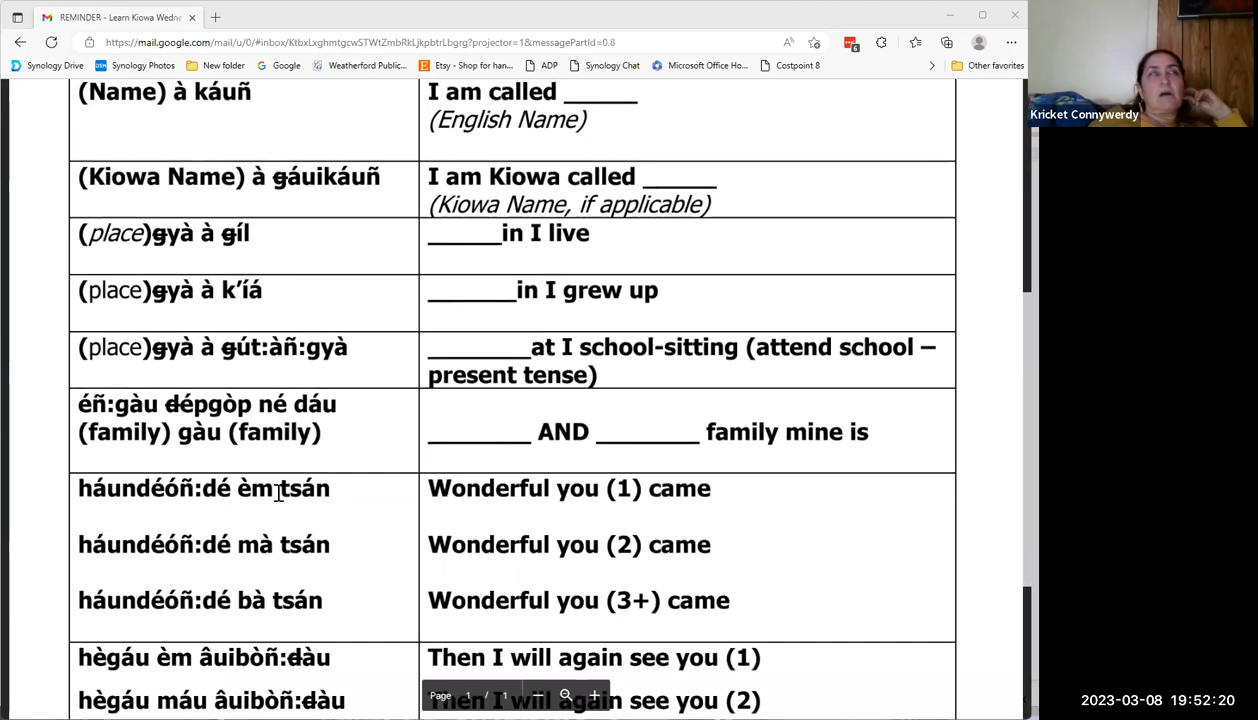 REMINDER - Learn Kiowa Wedne
https://mail.google.com/mail/u/0/#inbox/KtbxLxghmtgcwSTWtZmbRkLjkpbtrLbgrg?projector=1&messagePartId=0.8
6
Synology Drive
Synology Photos
New folder
Google
Weatherford Public...
Etsy - Shop for han...
ADP
Synology Chat
Microsoft Office Ho...
Costpoint 8
Other favorites
Kricket Connywerdy
(Name) à káuñ
I am called _____
(English Name)
(Kiowa Name) à g̶áuikáuñ
I am Kiowa called _____
(Kiowa Name, if applicable)
(place)g̶yà à g̶íl
_____in I live
(place)g̶yà à k’íá
______in I grew up
(place)g̶yà à g̶út:àñ:gyà
_______at I school-sitting (attend school –
present tense)
éñ:gàu d̶épgòp né dáu
(family) gàu (family)
_______ AND _______ family mine is
háundéóñ:dé èm tsán
Wonderful you (1) came
háundéóñ:dé mà tsán
Wonderful you (2) came
háundéóñ:dé bà tsán
Wonderful you (3+) came
hègáu èm âuibòñ:d̶àu
Then I will again see you (1)
hègáu máu âuibòñ:d̶àu
Then I will again see you (2)
Page 1 / 1
2023-03-08 19:52:20